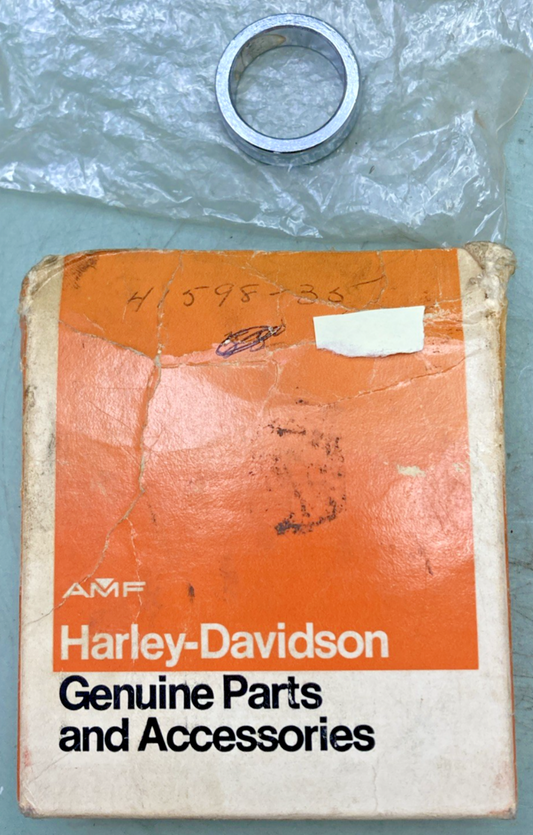 41598-35
AMF
Harley-Davidson
Genuine Parts
and Accessories